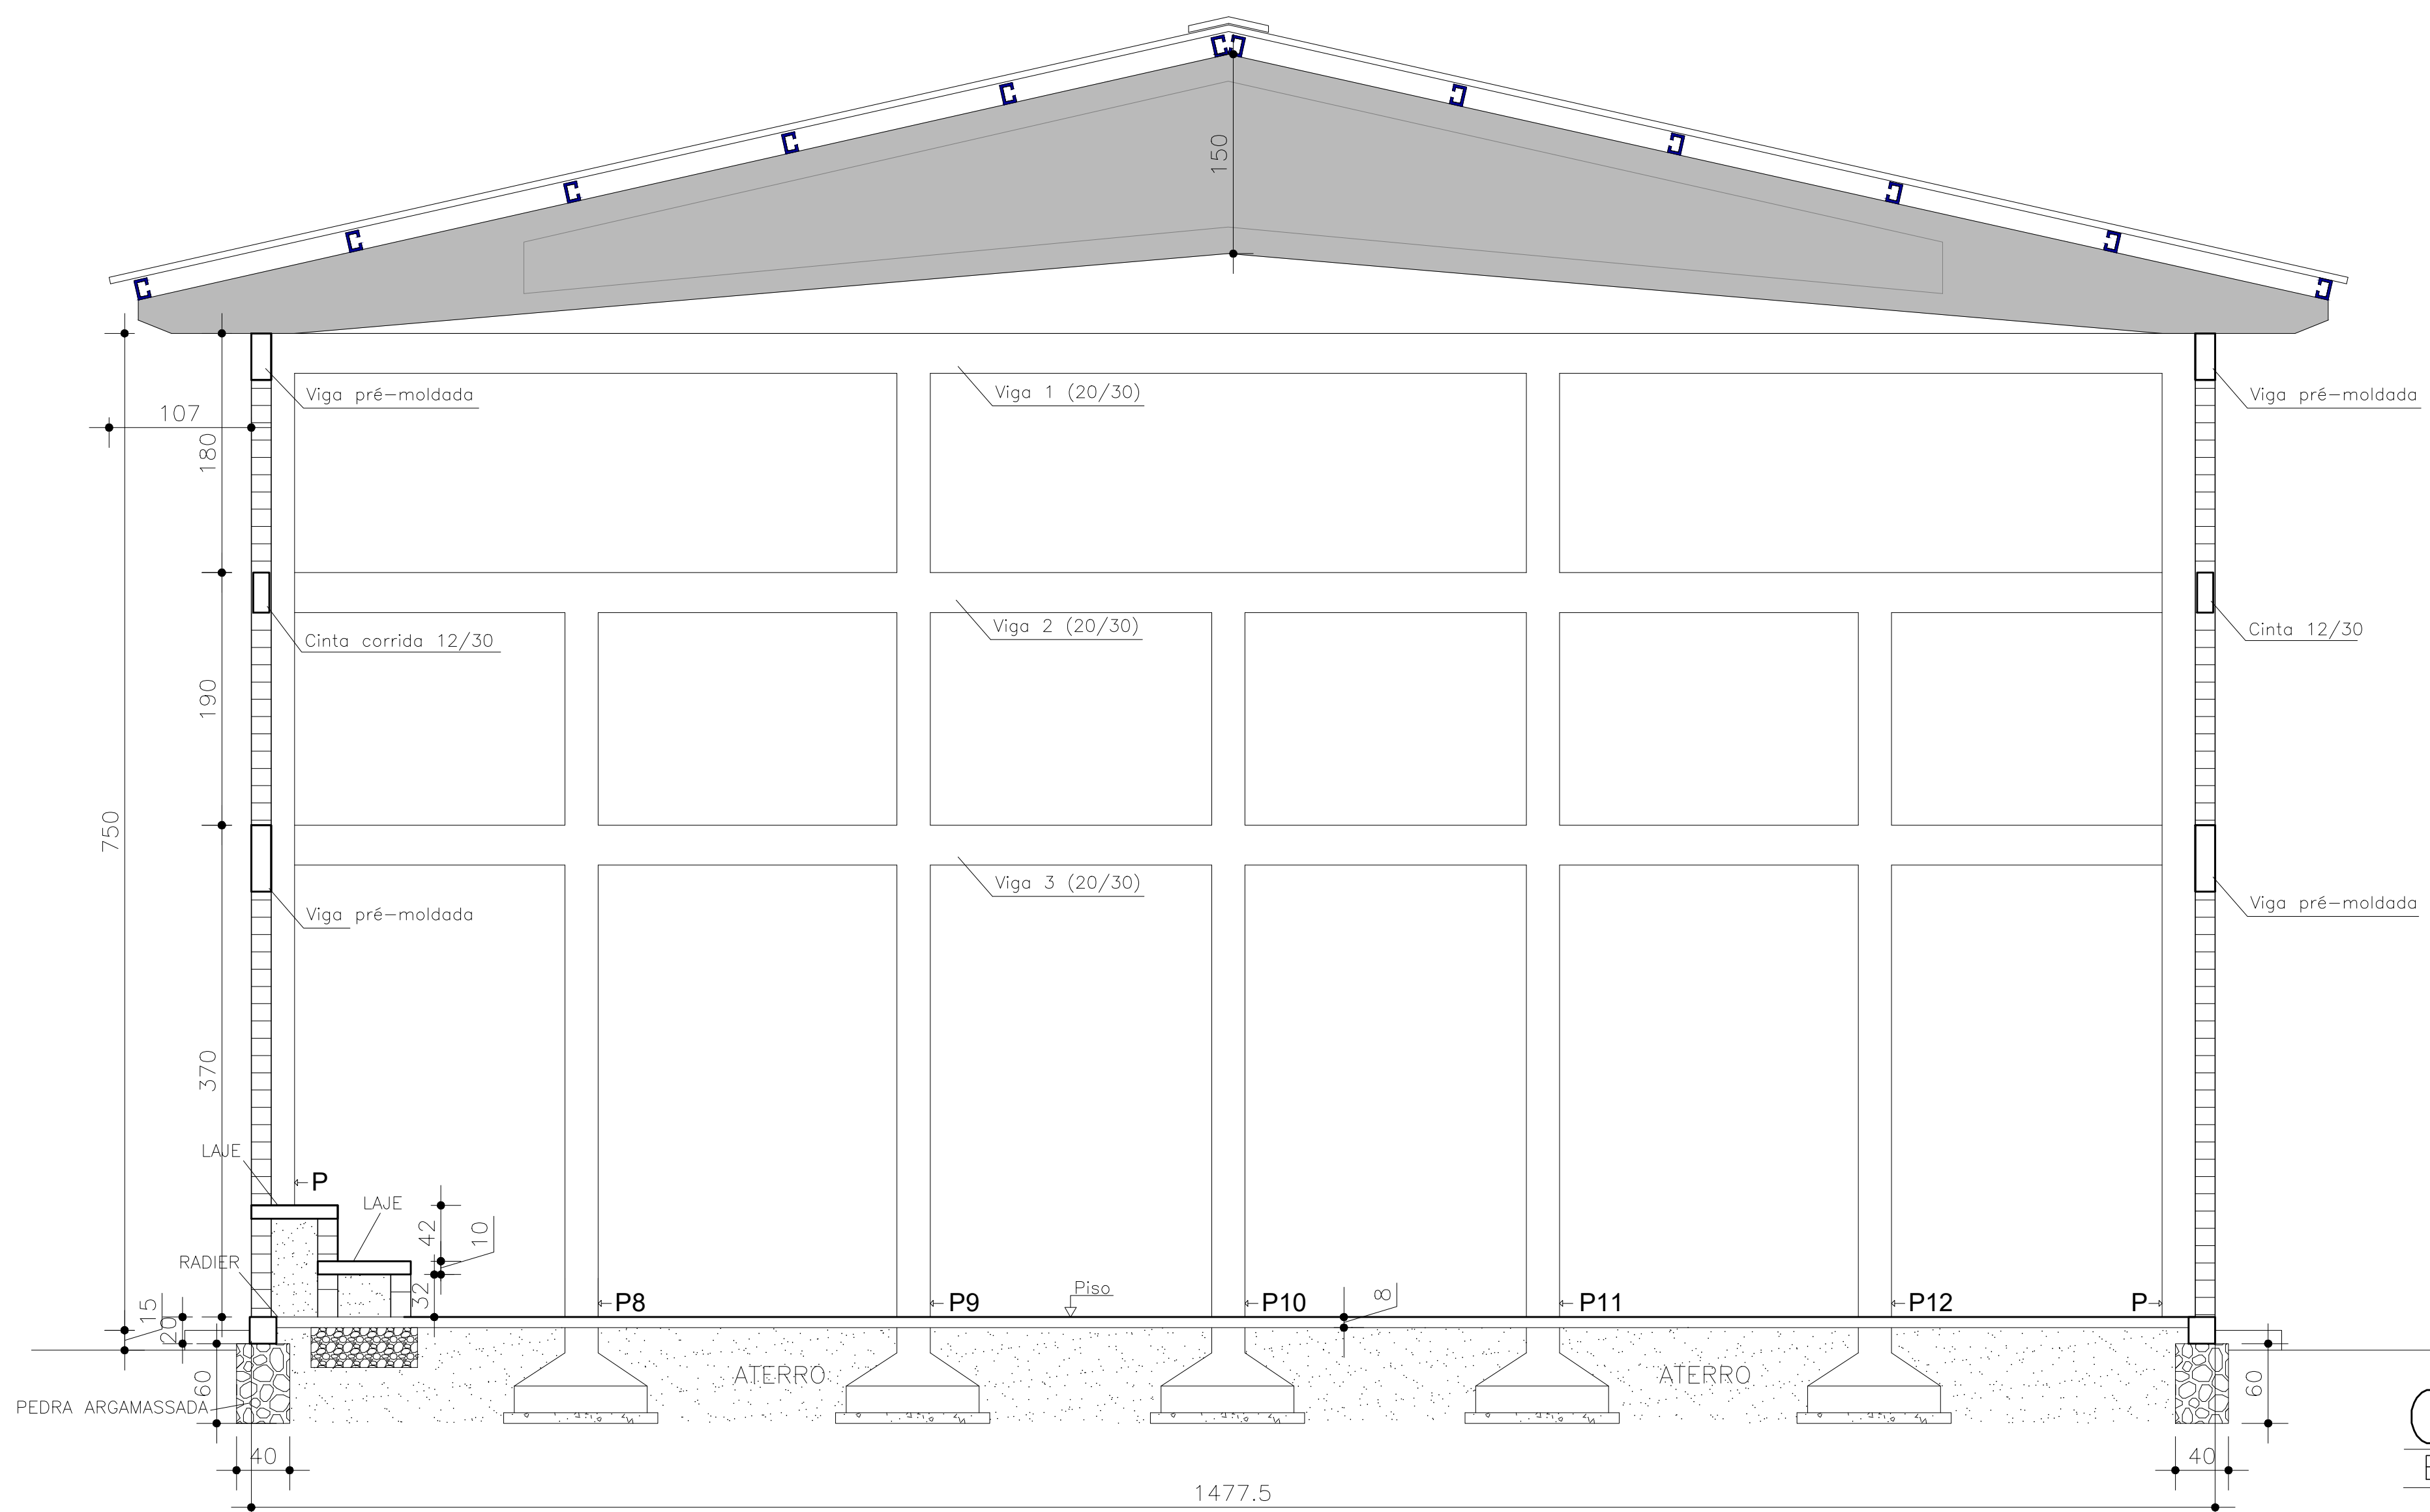 150
Viga pré-moldada
Viga 1 (20/30)
Viga pré-moldada
107
180
Cinta corrida 12/30
Viga 2 (20/30)
Cinta 12/30
190
750
Viga pré-moldada
Viga 3 (20/30)
Viga pré-moldada
370
LAJE
P
LAJE
42
10
RADIER
32
15
20
P8
P9
Piso
P10
8
P11
P12
P
ATERRO
ATERRO
60
60
PEDRA ARGAMASSADA
40
40
1477.5